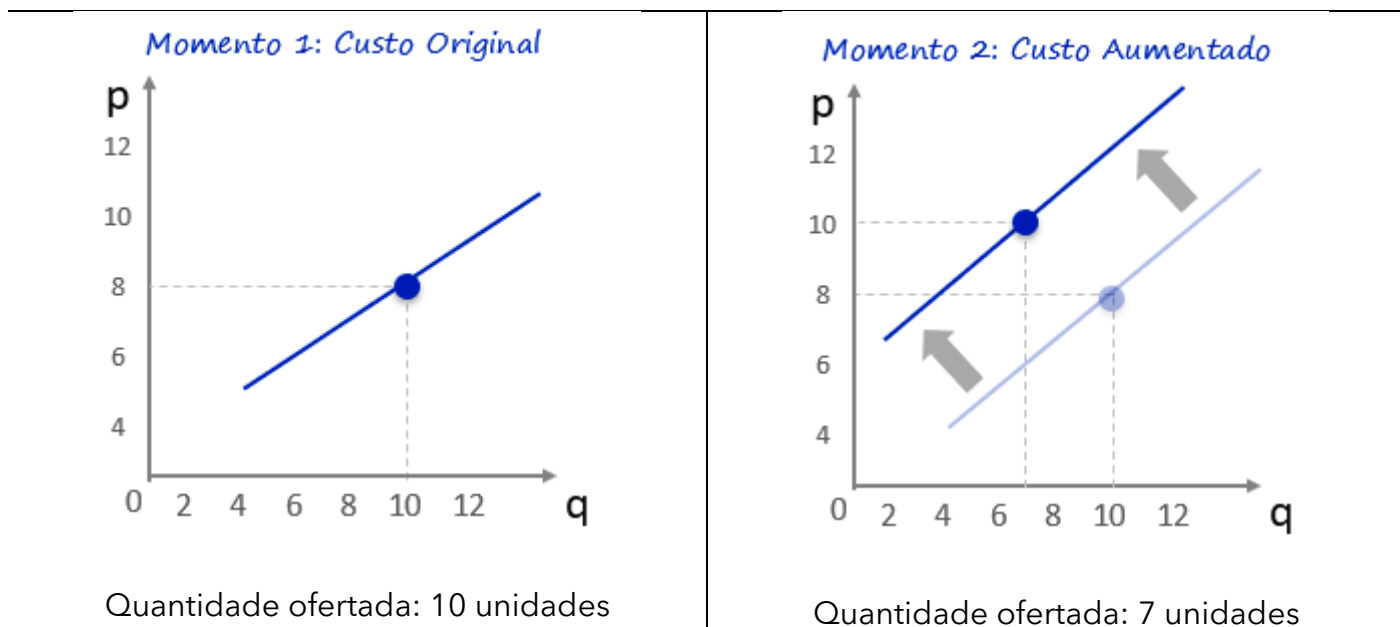 Momento 1: Custo Original
p
12
10
8
6
4
0 2 4 6 8 10 12 q
Quantidade ofertada: 10 unidades
Momento 2: Custo Aumentado
p
12
10
8
6
4
0 2 4 6 8 10 12 q
Quantidade ofertada: 7 unidades